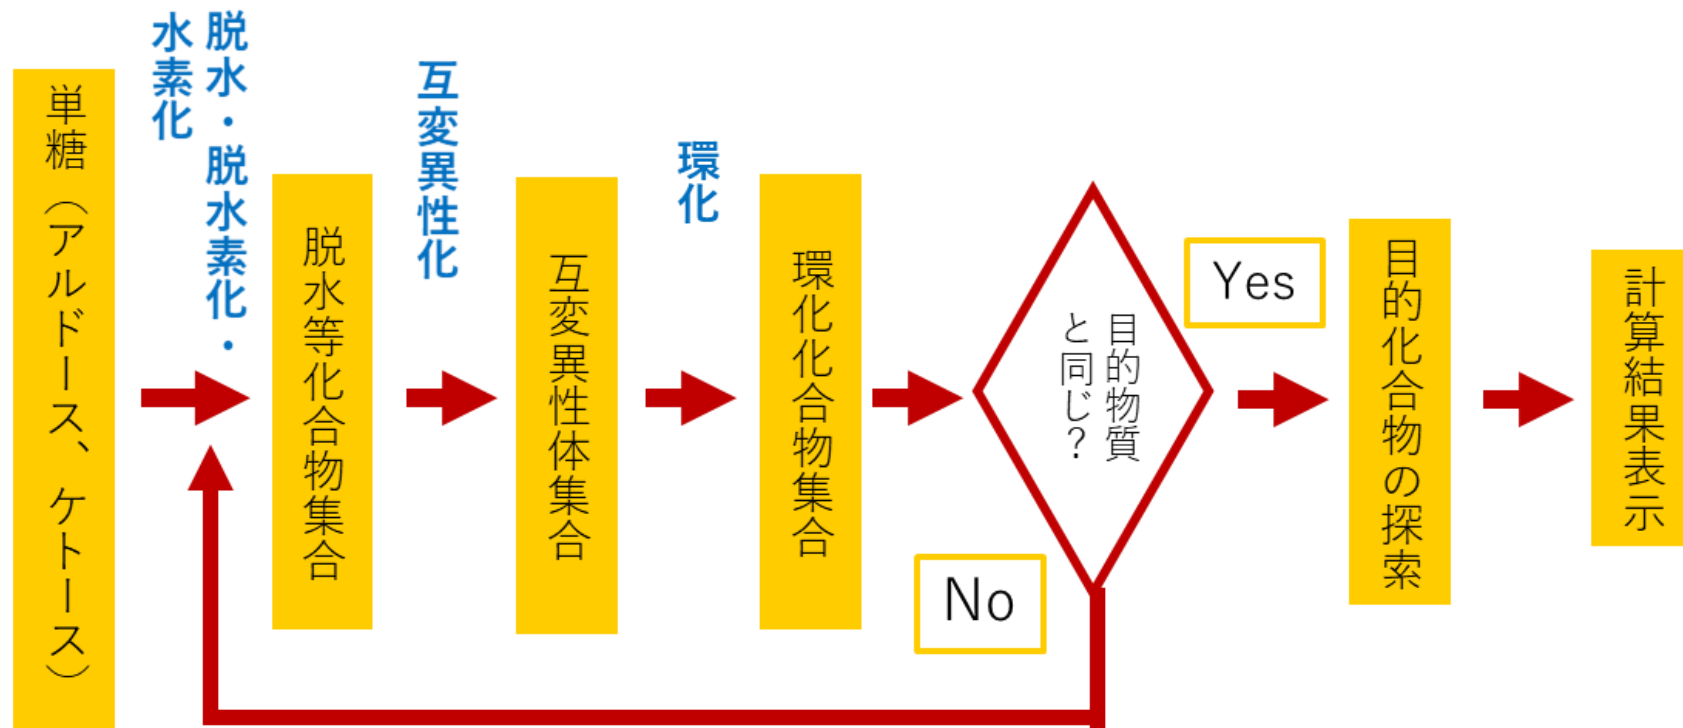 単糖（アルドース、ケトース）
脱水・脱水素化・
水素化
脱水等化合物集合
互変異性化
互変異性体集合
環化
環化化合物集合
目的物質
と同じ？
Yes
No
目的化合物の探索
計算結果表示